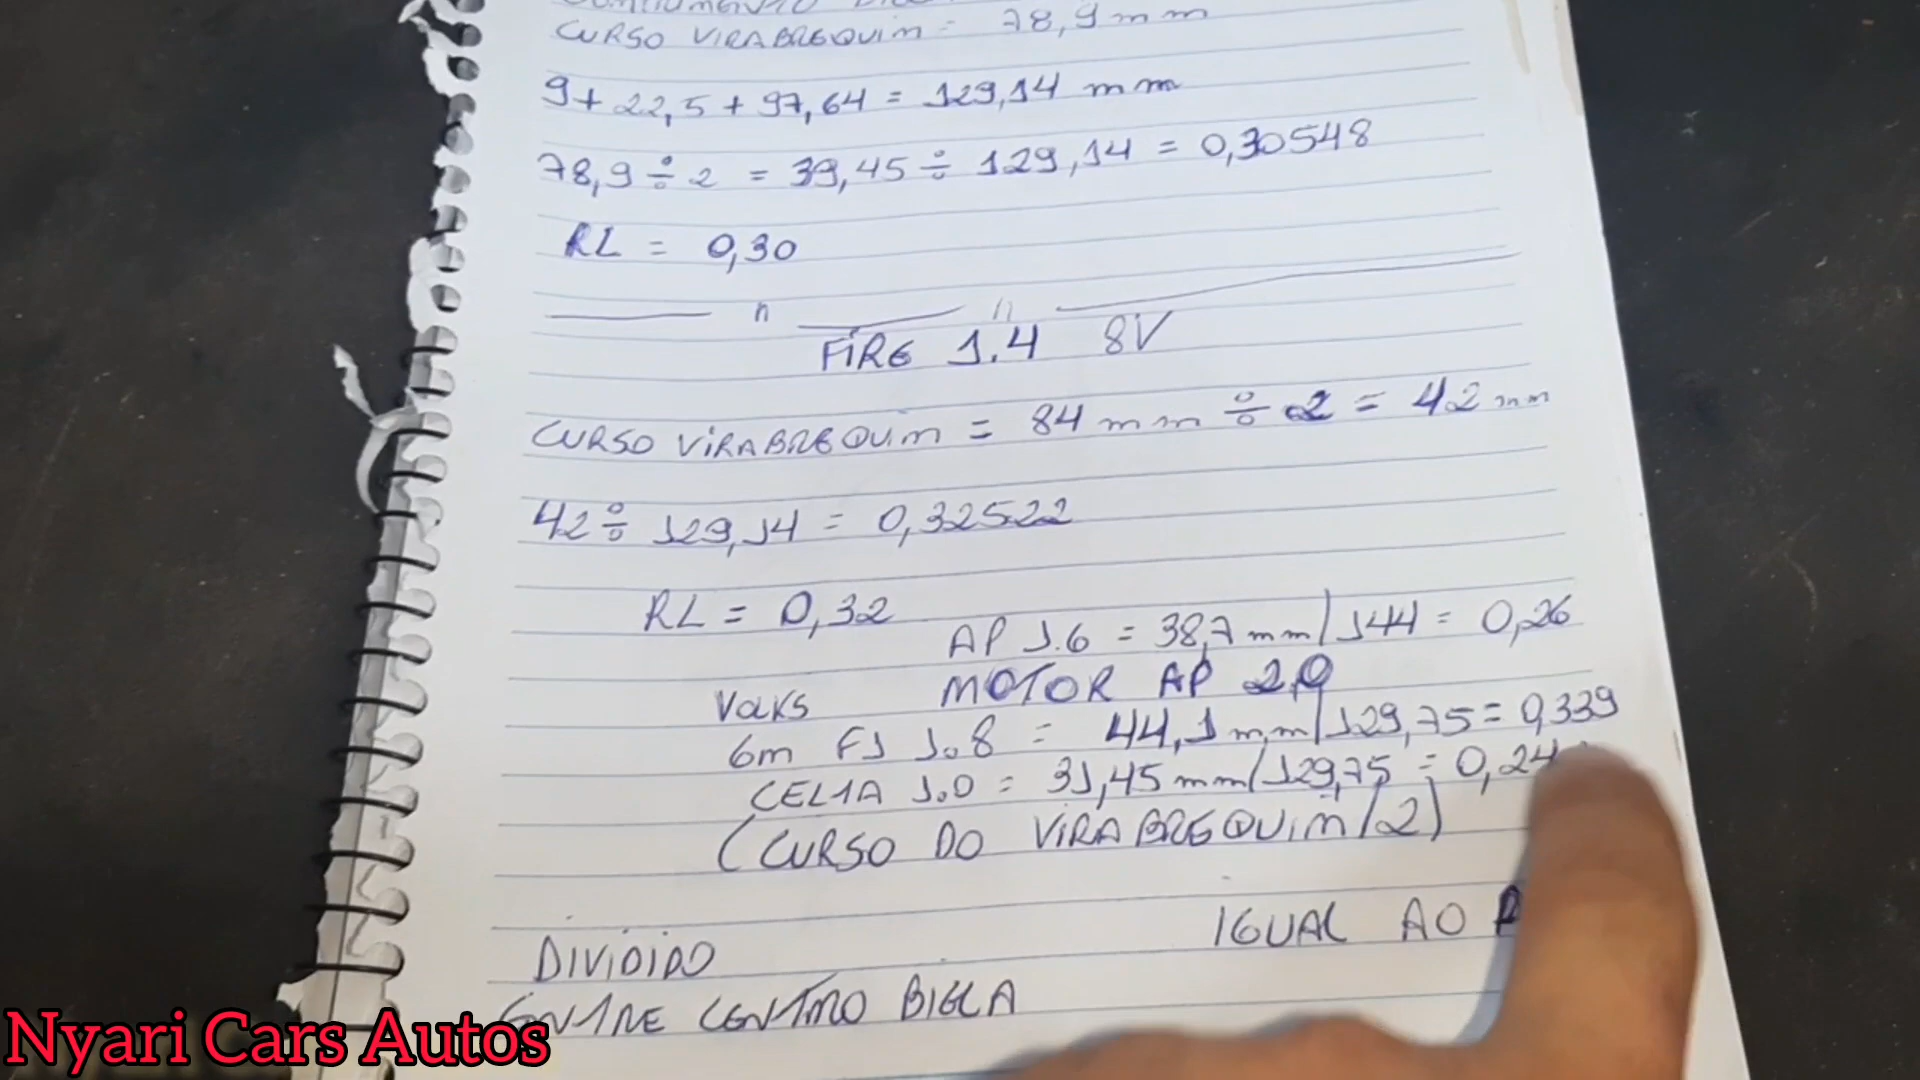 CURSO VIRABREQUIM = 78,9 mm
9+ 22,5 + 97,64 = 129,14 mm
78,9 ÷ 2 = 39,45 ÷ 129,14 = 0,30548
RL = 0,30
FIRE 1.4 8V
CURSO VIRABREQUIM = 84 mm ÷ 2 = 42 mm
42 ÷ 129,14 = 0,32522
RL = 0,32
AP 1.6 = 38,7 mm/144 = 0,26
VOLKS MOTOR AP 2,0
GM F1 1.8 = 44,1 mm/129,75 = 0,339
CELTA 1.0 = 31,45 mm/129,75 = 0,24
(CURSO DO VIRABREQUIM/2)
DIVIDIDO IGUAL AO
ENTRE CENTRO BIELA
Nyari Cars Autos